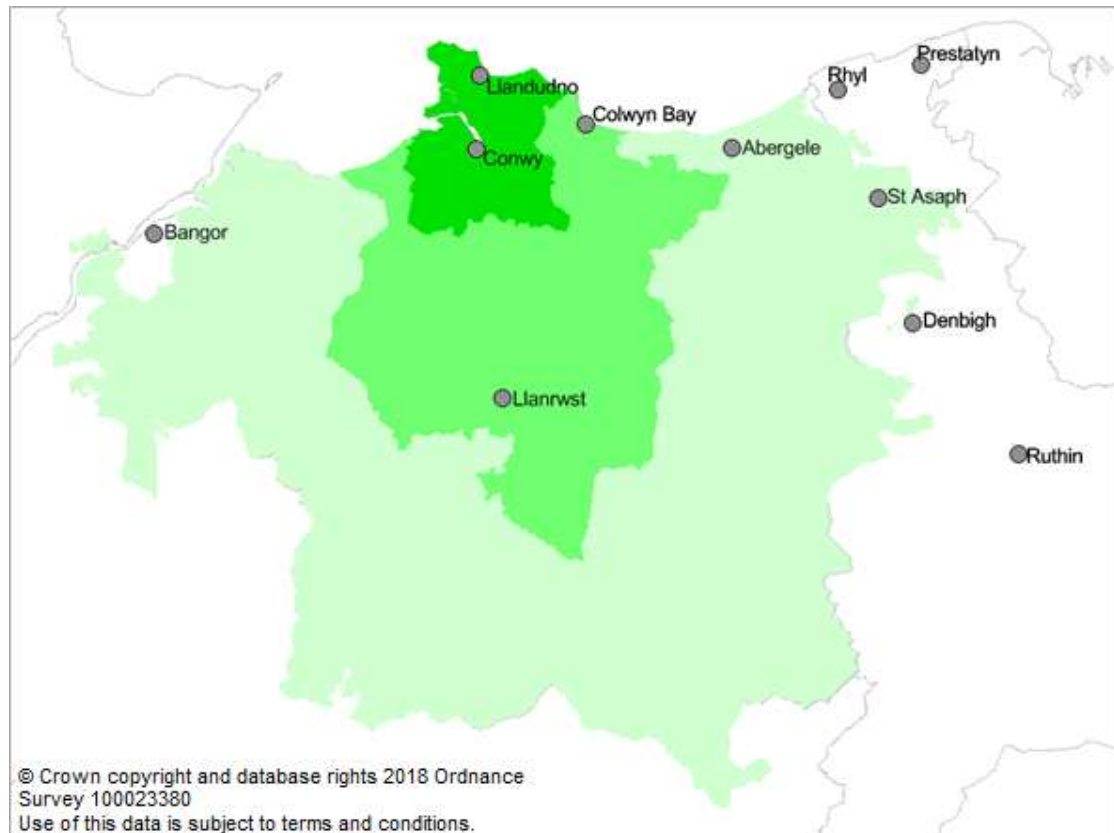 Prestatyn
Rhyl
Llandudno
Colwyn Bay
Conwy
Abergele
St Asaph
Bangor
Denbigh
Llanrwst
Ruthin
© Crown copyright and database rights 2018 Ordnance
Survey 100023380
Use of this data is subject to terms and conditions.